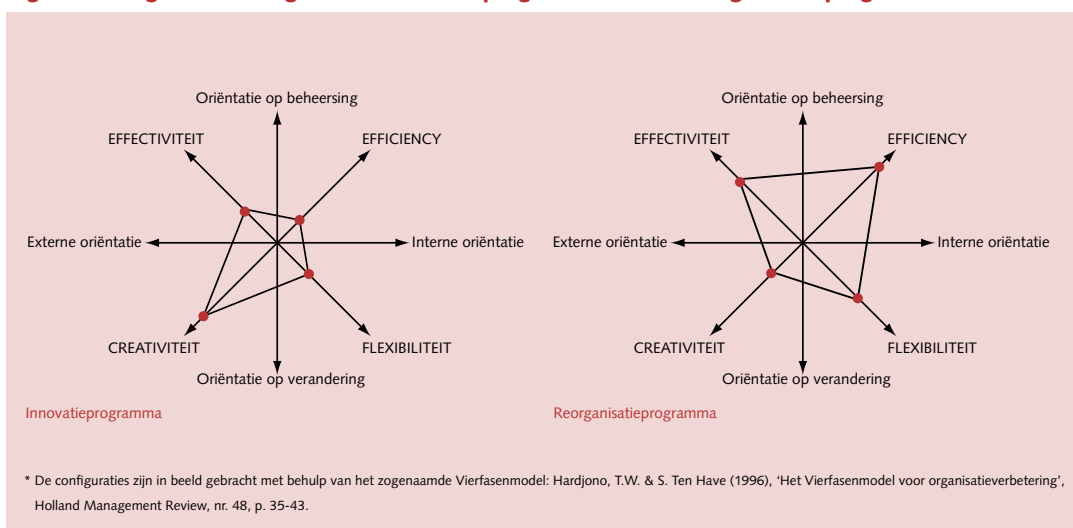 Oriëntatie op beheersing
EFFECTIVITEIT
EFFICIENCY
Externe oriëntatie
Interne oriëntatie
CREATIVITEIT
FLEXIBILITEIT
Oriëntatie op verandering
Innovatieprogramma
Oriëntatie op beheersing
EFFECTIVITEIT
EFFICIENCY
Externe oriëntatie
Interne oriëntatie
CREATIVITEIT
FLEXIBILITEIT
Oriëntatie op verandering
Reorganisatieprogramma
* De configuraties zijn in beeld gebracht met behulp van het zogenaamde Vierfasenmodel: Hardjono, T.W. & S. Ten Have (1996), ‘Het Vierfasenmodel voor organisatieverbetering’,
Holland Management Review, nr. 48, p. 35-43.